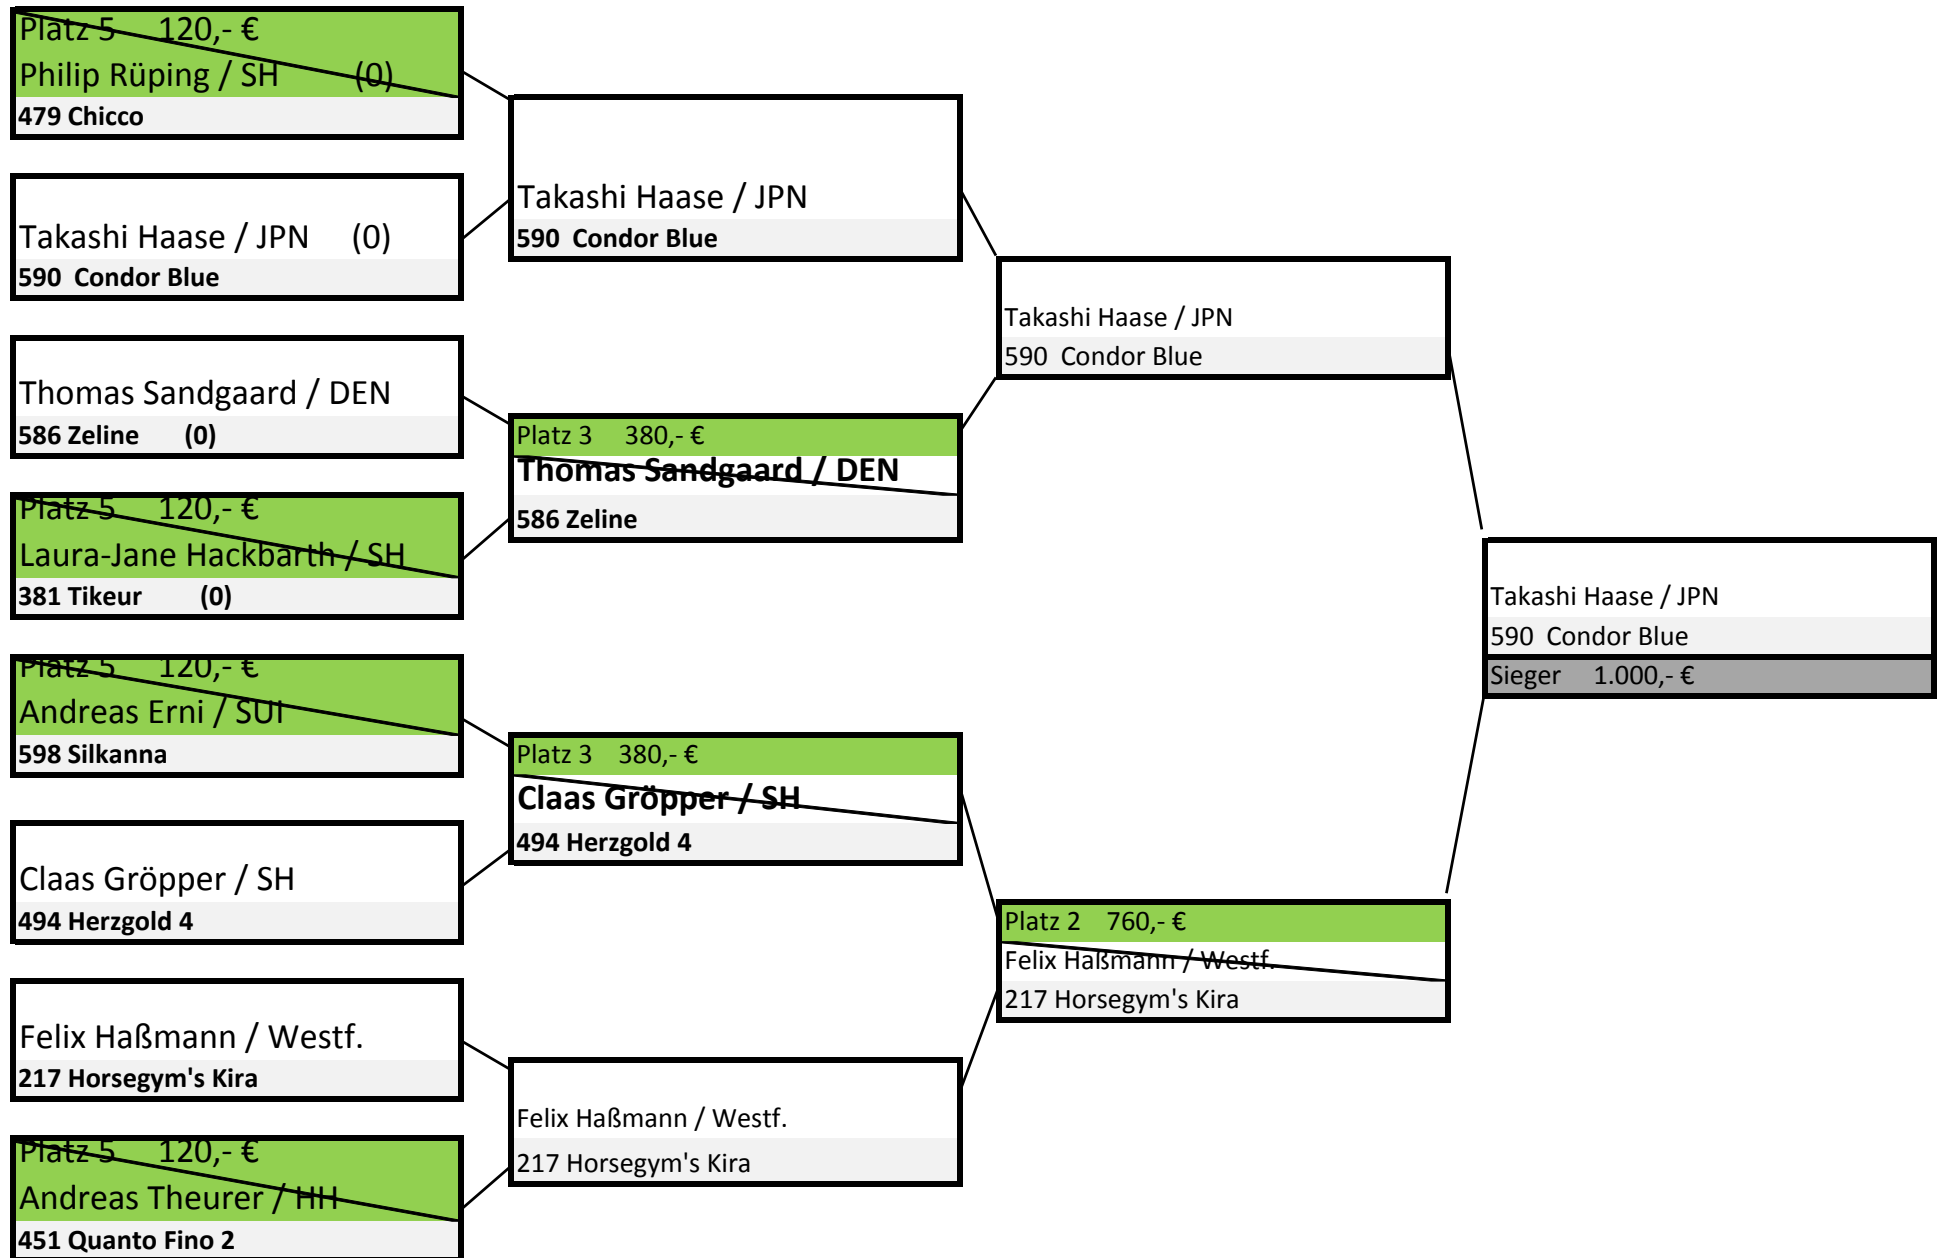 Platz 5 120,- €
Philip Rüping / SH (0)
479 Chicco
Takashi Haase / JPN (0)
590 Condor Blue
Thomas Sandgaard / DEN
586 Zeline (0)
Platz 5 120,- €
Laura-Jane Hackbarth / SH
381 Tikeur (0)
Platz 5 120,- €
Andreas Erni / SUI
598 Silkanna
Claas Gröpper / SH
494 Herzgold 4
Felix Haßmann / Westf.
217 Horsegym's Kira
Platz 5 120,- €
Andreas Theurer / HH
451 Quanto Fino 2
Takashi Haase / JPN
590 Condor Blue
Platz 3 380,- €
Thomas Sandgaard / DEN
586 Zeline
Platz 3 380,- €
Claas Gröpper / SH
494 Herzgold 4
Felix Haßmann / Westf.
217 Horsegym's Kira
Takashi Haase / JPN
590 Condor Blue
Platz 2 760,- €
Felix Haßmann / Westf.
217 Horsegym's Kira
Takashi Haase / JPN
590 Condor Blue
Sieger 1.000,- €